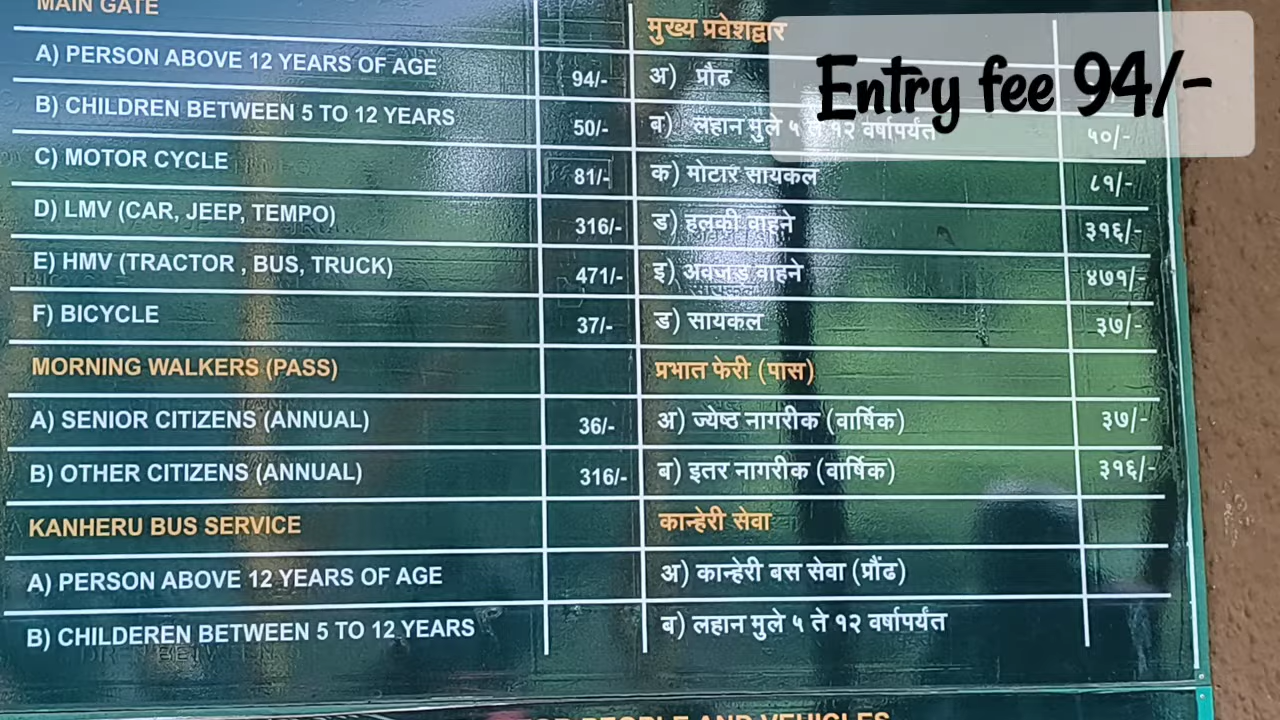 MAIN GATE
मुख्य प्रवेशद्वार
Entry fee 94/-
A) PERSON ABOVE 12 YEARS OF AGE 94/- अ) प्रौढ
B) CHILDREN BETWEEN 5 TO 12 YEARS 50/- ब) लहान मुले ५ ते १२ वर्षापर्यंत ५०/-
C) MOTOR CYCLE 81/- क) मोटार सायकल ८१/-
D) LMV (CAR, JEEP, TEMPO) 316/- ड) हलकी वाहने ३१६/-
E) HMV (TRACTOR , BUS, TRUCK) 471/- इ) अवजड वाहने ४७१/-
F) BICYCLE 37/- ड) सायकल ३७/-
MORNING WALKERS (PASS) प्रभात फेरी (पास)
A) SENIOR CITIZENS (ANNUAL) 36/- अ) ज्येष्ठ नागरीक (वार्षिक) ३७/-
B) OTHER CITIZENS (ANNUAL) 316/- ब) इतर नागरीक (वार्षिक) ३१६/-
KANHERU BUS SERVICE कान्हेरी सेवा
A) PERSON ABOVE 12 YEARS OF AGE अ) कान्हेरी बस सेवा (प्रौंढ)
B) CHILDEREN BETWEEN 5 TO 12 YEARS ब) लहान मुले ५ ते १२ वर्षापर्यंत
FOR PEOPLE AND VEHICLES